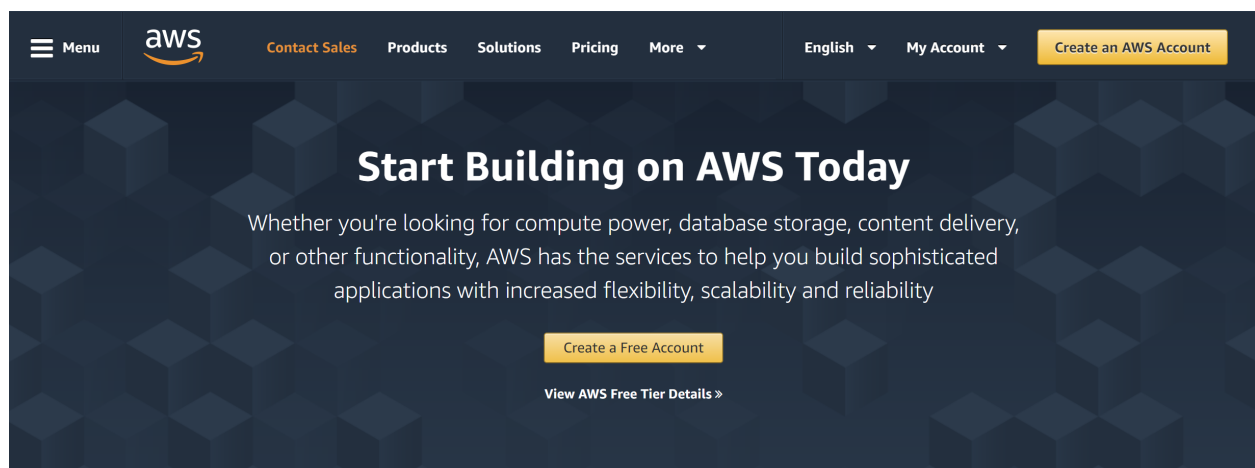 Menu aws Contact Sales Products Solutions Pricing More English My Account Create an AWS Account
Start Building on AWS Today
Whether you're looking for compute power, database storage, content delivery,
or other functionality, AWS has the services to help you build sophisticated
applications with increased flexibility, scalability and reliability
Create a Free Account
View AWS Free Tier Details »